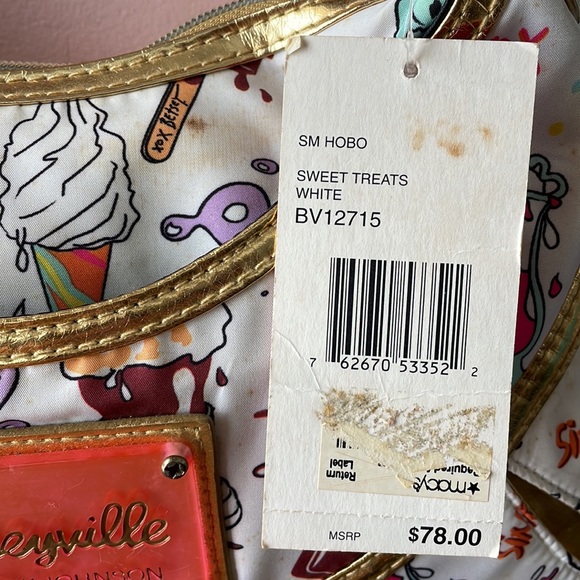 xox Betsey
SM HOBO
SWEET TREATS
WHITE
BV12715
7 62670 53352 2
★macy's
Return
Label
MSRP $78.00
eyville
JOHNSON